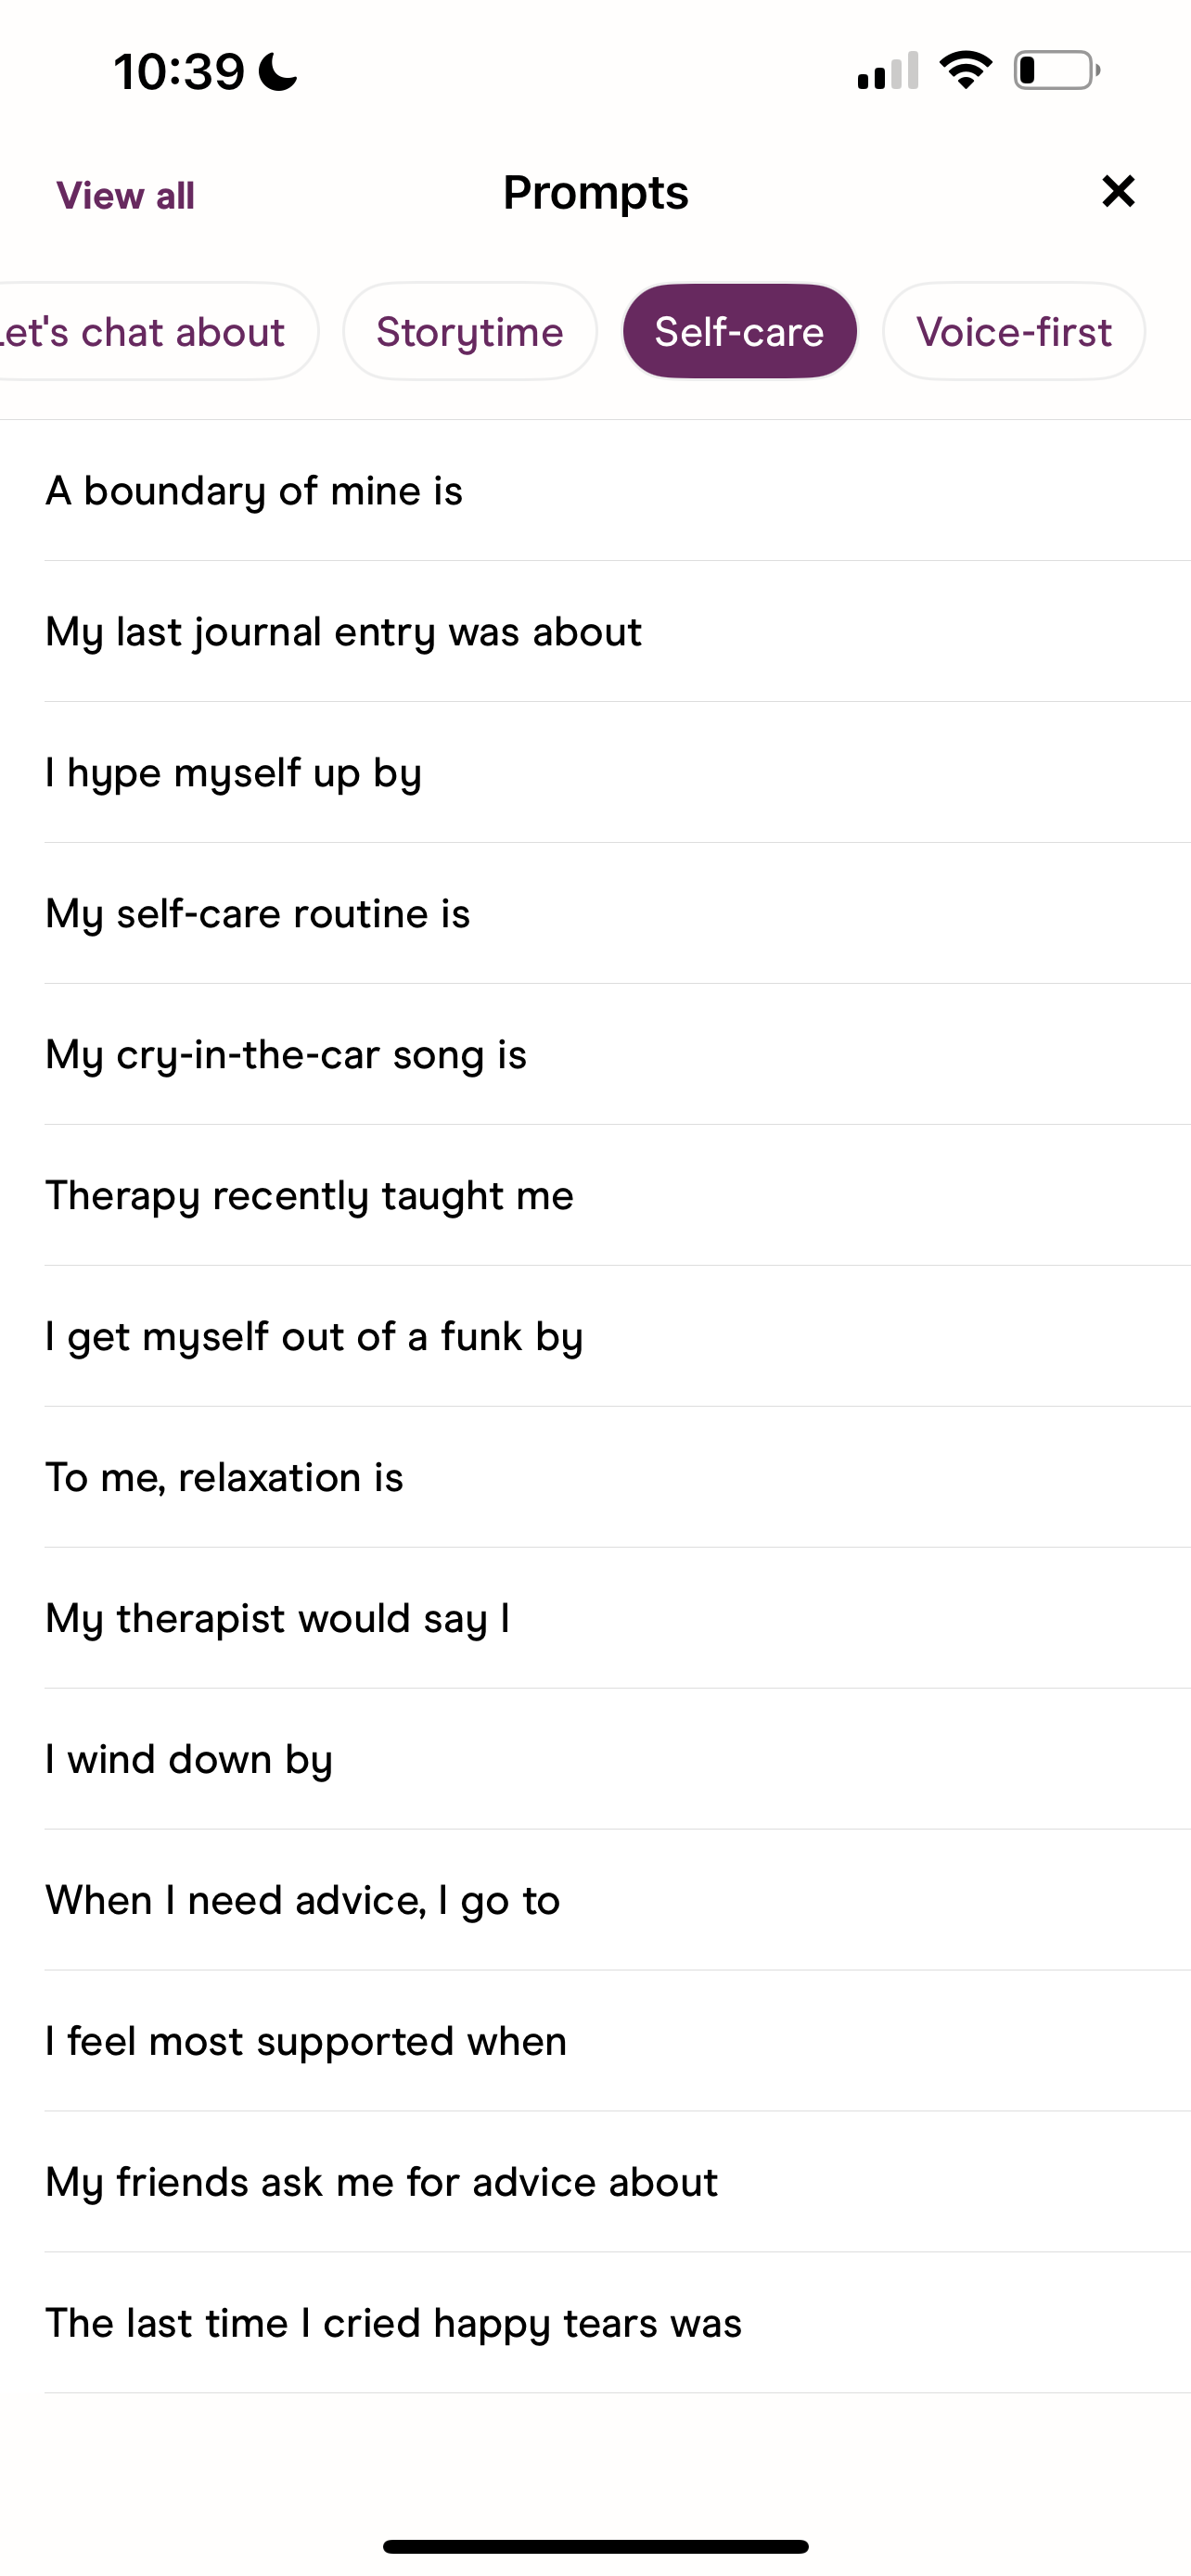 10:39
View all
Prompts
Let's chat about
Storytime
Self-care
Voice-first
A boundary of mine is
My last journal entry was about
I hype myself up by
My self-care routine is
My cry-in-the-car song is
Therapy recently taught me
I get myself out of a funk by
To me, relaxation is
My therapist would say I
I wind down by
When I need advice, I go to
I feel most supported when
My friends ask me for advice about
The last time I cried happy tears was